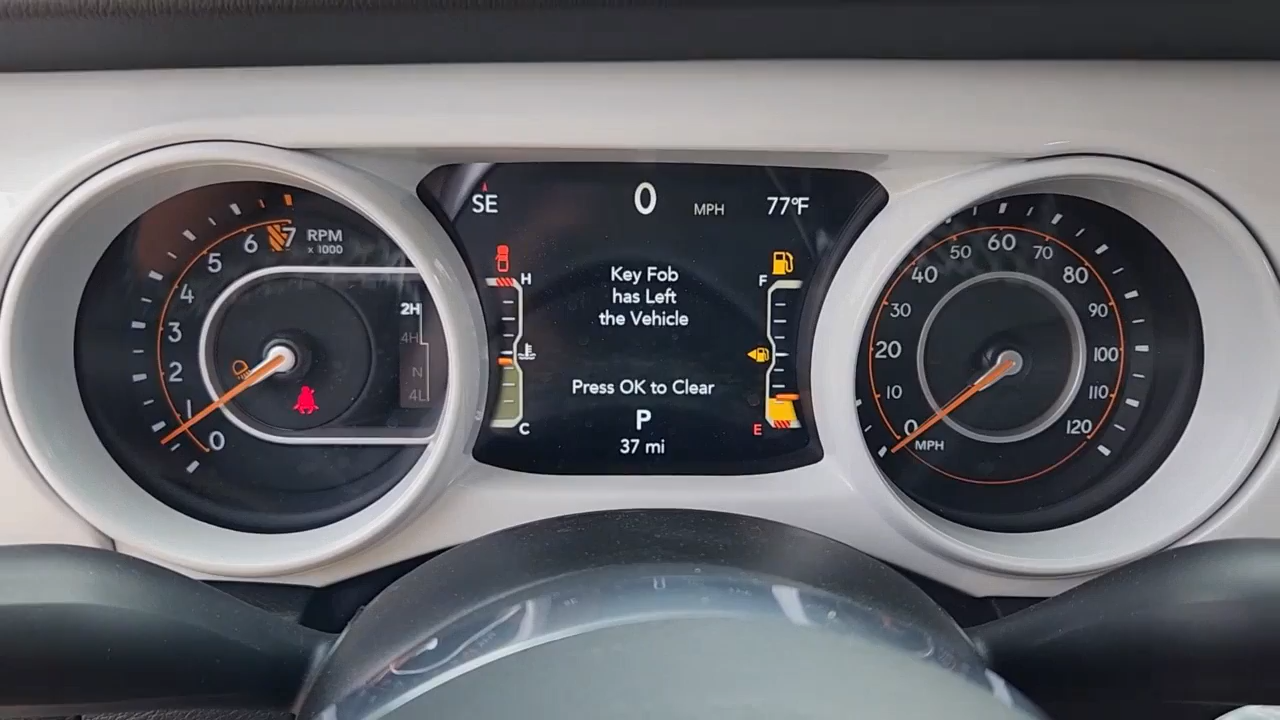 7
6
5
4
3
2
1
0
RPM
x 1000
2H
4H
N
4L
SE
0 MPH
77°F
H
C
Key Fob
has Left
the Vehicle
Press OK to Clear
P
37 mi
F
E
0
10
20
30
40
50
60
70
80
90
100
110
120
MPH